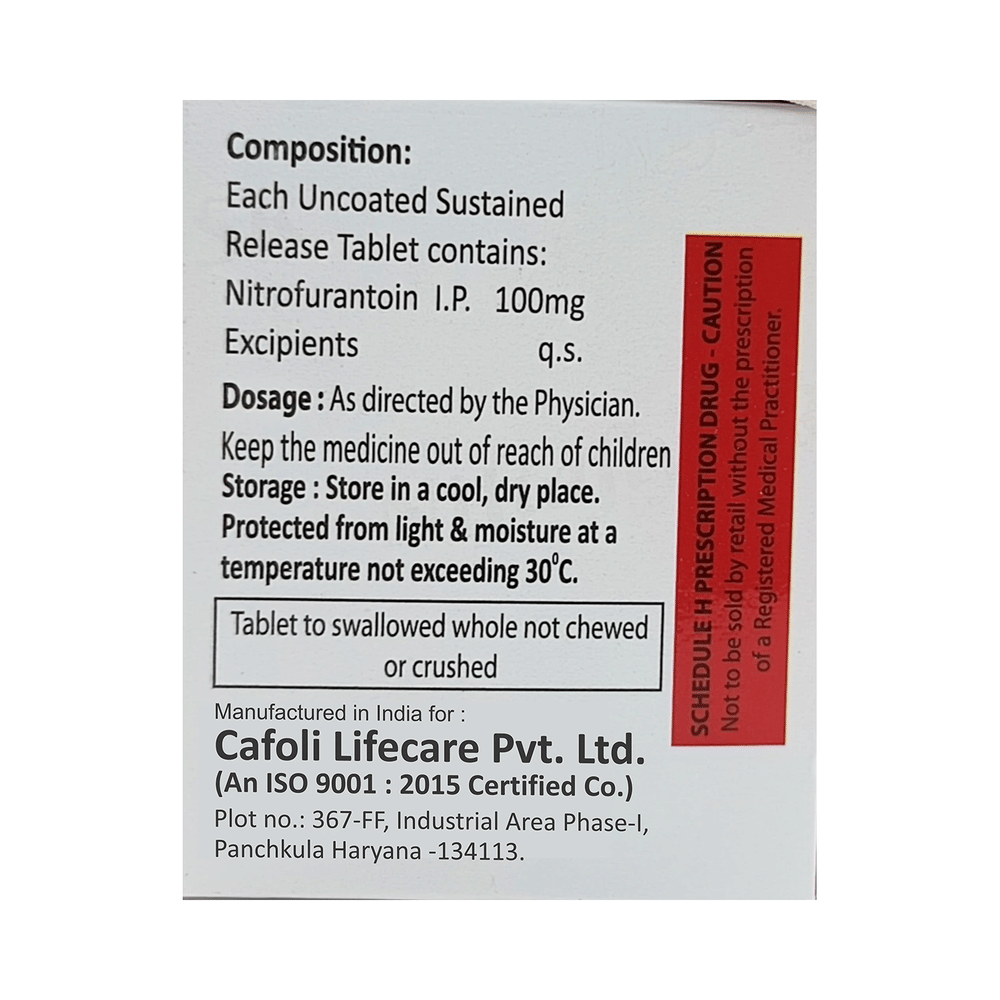 Composition:
Each Uncoated Sustained
Release Tablet contains:
Nitrofurantoin I.P. 100mg
Excipients q.s.
Dosage : As directed by the Physician.
Keep the medicine out of reach of children
Storage : Store in a cool, dry place.
Protected from light & moisture at a
temperature not exceeding 30⁰C.
Tablet to swallowed whole not chewed
or crushed
Manufactured in India for :
Cafoli Lifecare Pvt. Ltd.
(An ISO 9001 : 2015 Certified Co.)
Plot no.: 367-FF, Industrial Area Phase-I,
Panchkula Haryana -134113.
SCHEDULE H PRESCRIPTION DRUG - CAUTION
Not to be sold by retail without the prescription
of a Registered Medical Practitioner.